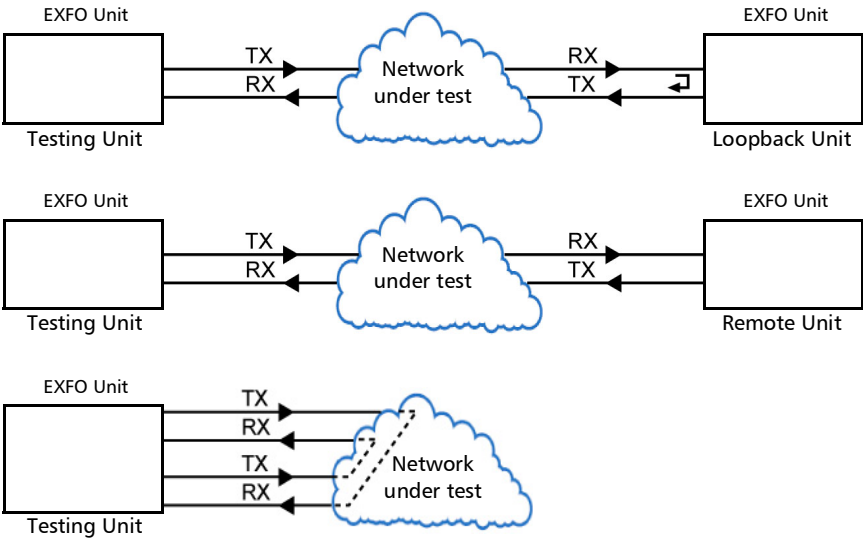 EXFO Unit
EXFO Unit
TX
RX
Network
under test
RX
TX
Testing Unit
Loopback Unit
EXFO Unit
EXFO Unit
TX
RX
Network
under test
RX
TX
Testing Unit
Remote Unit
EXFO Unit
TX
RX
TX
RX
Network
under test
Testing Unit